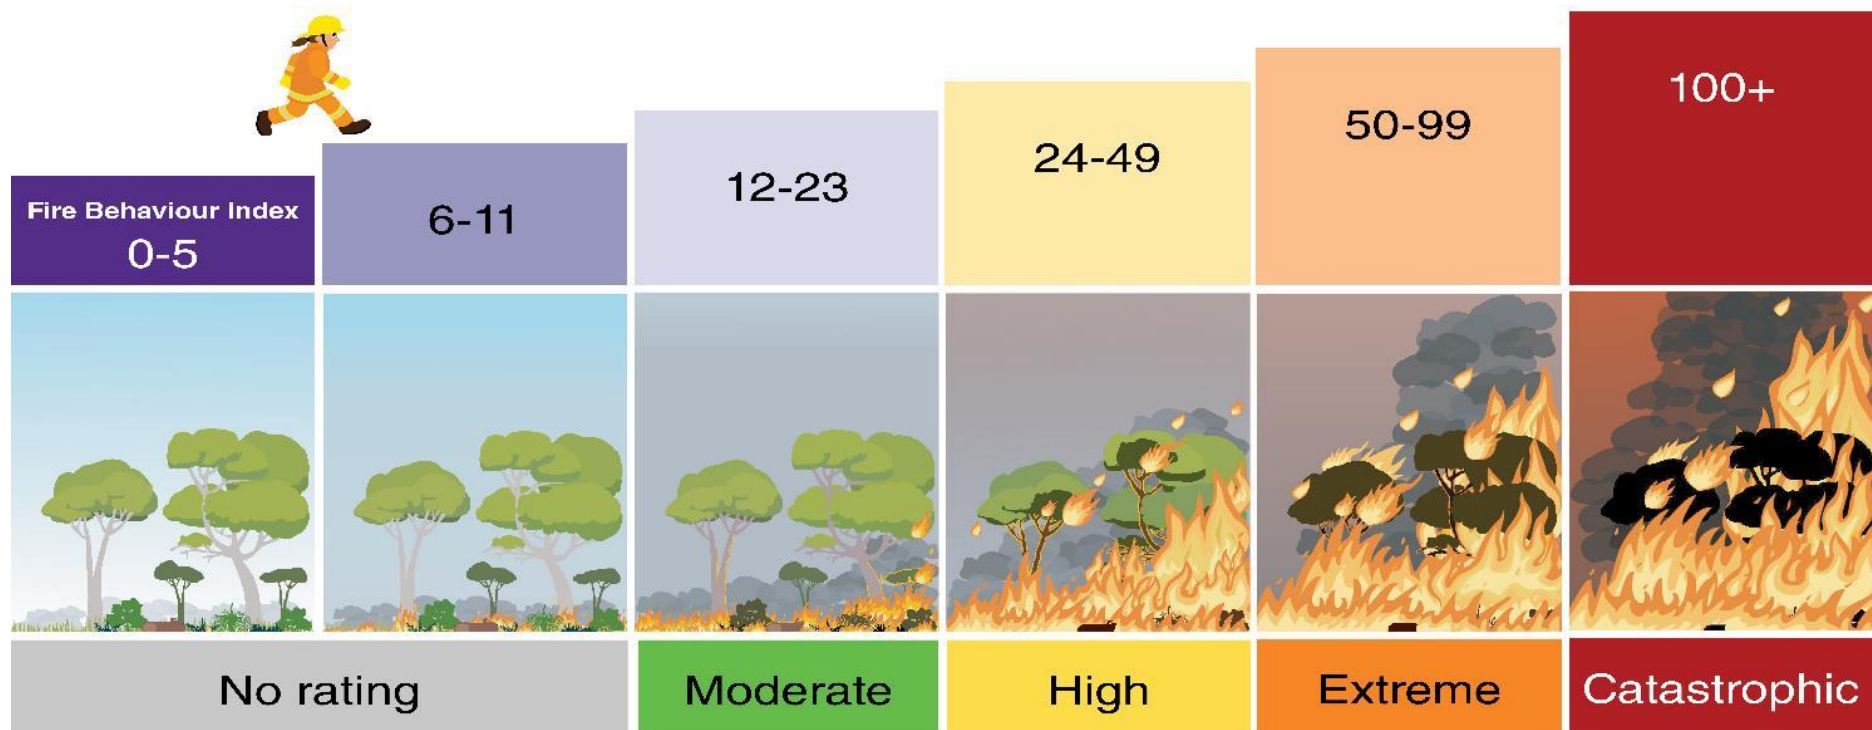 Fire Behaviour Index
0-5
6-11
12-23
24-49
50-99
100+
No rating
Moderate
High
Extreme
Catastrophic